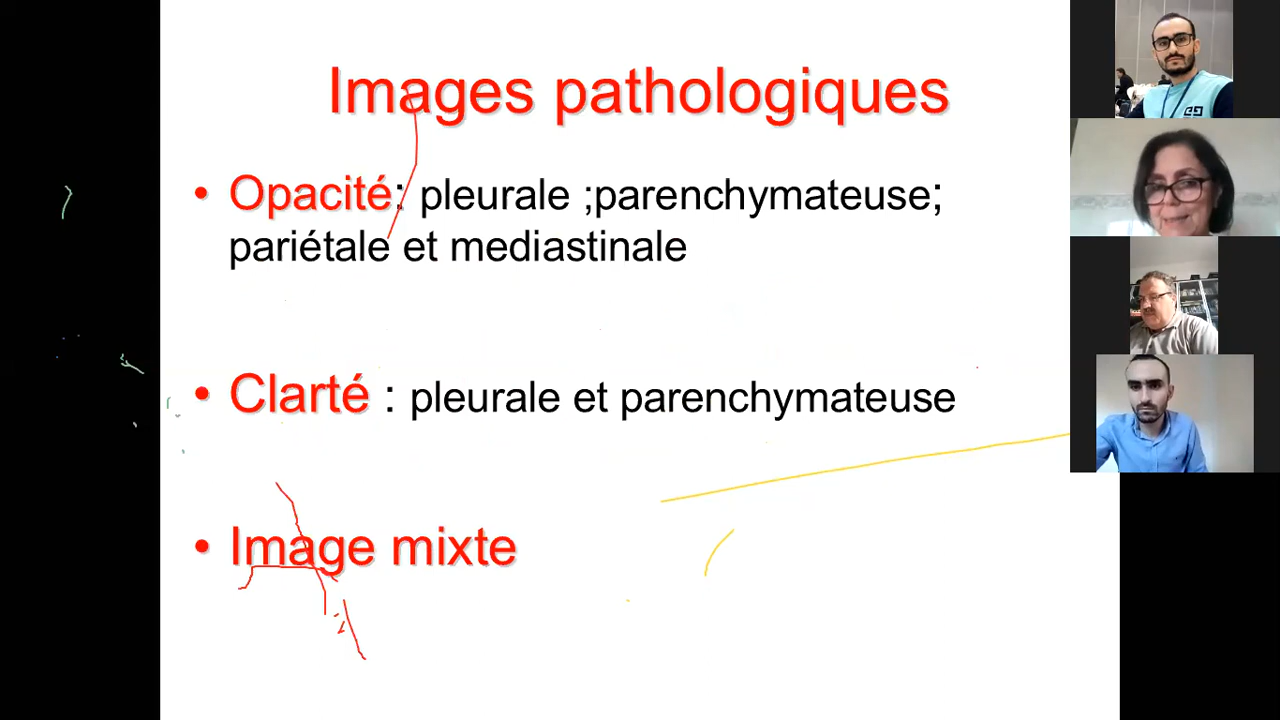 Images pathologiques
• Opacité: pleurale ;parenchymateuse;
pariétale et mediastinale
• Clarté : pleurale et parenchymateuse
• Image mixte